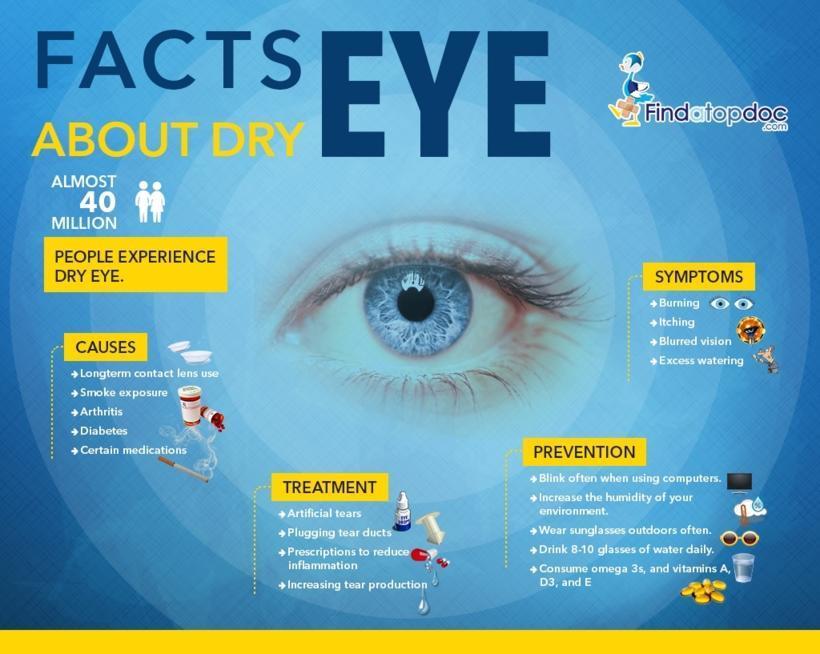 FACTS EYE
ABOUT DRY
Findatopdoc
.com
ALMOST
40
MILLION
PEOPLE EXPERIENCE
DRY EYE.
SYMPTOMS
Burning
Itching
Blurred vision
Excess watering
CAUSES
Longterm contact lens use
Smoke exposure
Arthritis
Diabetes
Certain medications
TREATMENT
Artificial tears
Plugging tear ducts
Prescriptions to reduce
inflammation
Increasing tear production
PREVENTION
Blink often when using computers.
Increase the humidity of your
environment.
Wear sunglasses outdoors often.
Drink 8-10 glasses of water daily.
Consume omega 3s, and vitamins A,
D3, and E